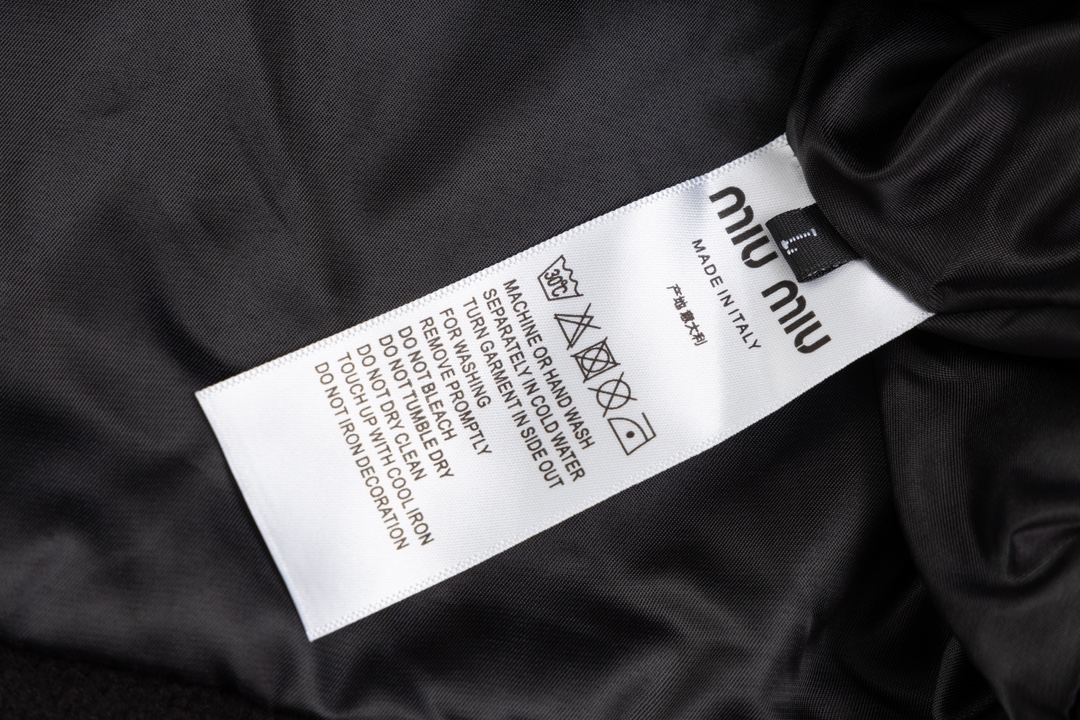 miu miu
L
MADE IN ITALY
产地 意大利
30℃
MACHINE OR HAND WASH
SEPARATELY IN COLD WATER
TURN GARMENT IN SIDE OUT
FOR WASHING
REMOVE PROMPTLY
DO NOT BLEACH
DO NOT TUMBLE DRY
DO NOT DRY CLEAN
TOUCH UP WITH COOL IRON
DO NOT IRON DECORATION